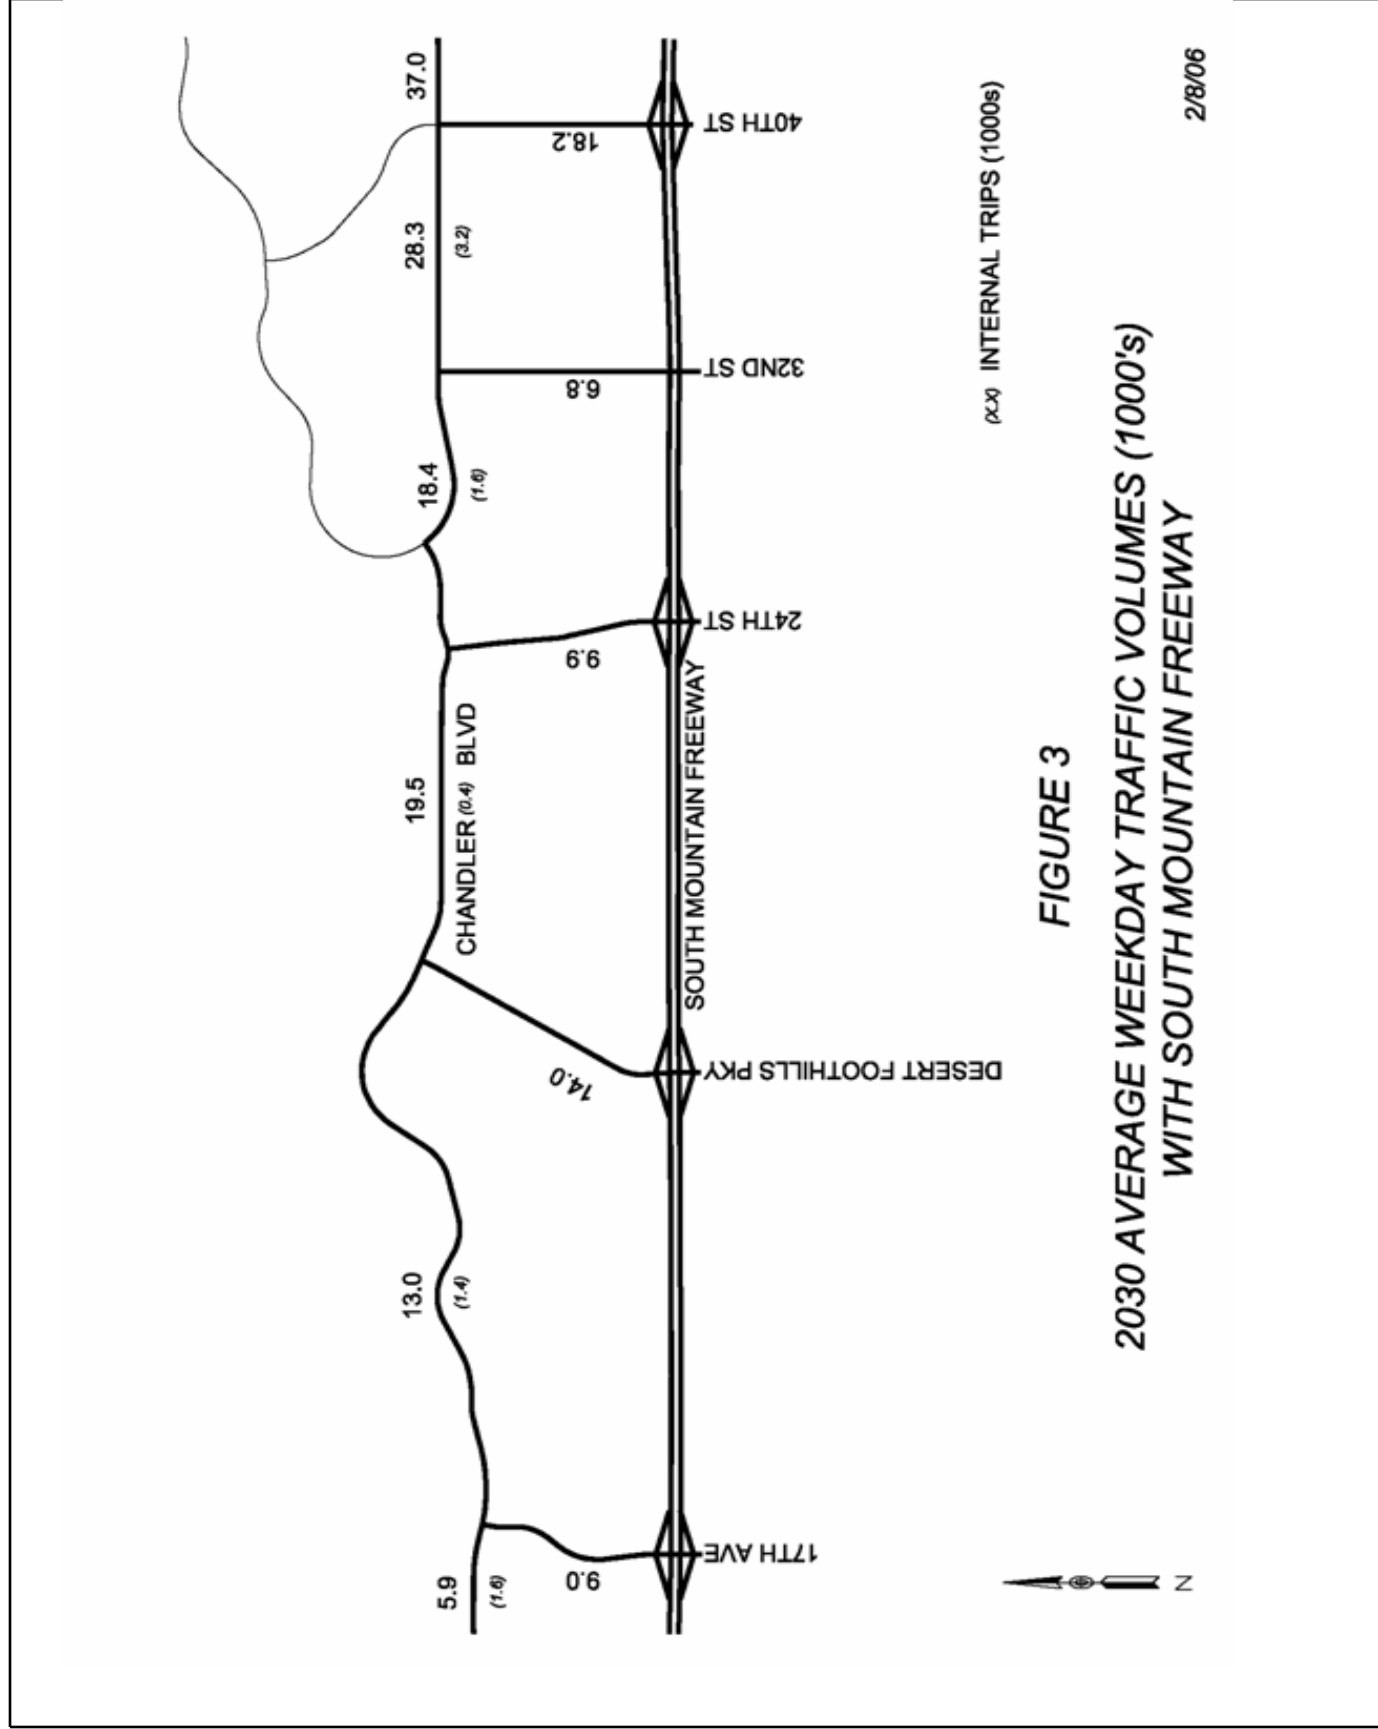 37.0
28.3
(3.2)
18.4
(1.6)
19.5
CHANDLER (0.4) BLVD
13.0
(1.4)
5.9
(1.6)
18.2
6.8
9.9
14.0
9.0
40TH ST
32ND ST
24TH ST
SOUTH MOUNTAIN FREEWAY
DESERT FOOTHILLS PKY
17TH AVE
(X.X) INTERNAL TRIPS (1000s)
N
FIGURE 3
2030 AVERAGE WEEKDAY TRAFFIC VOLUMES (1000's)
WITH SOUTH MOUNTAIN FREEWAY
2/8/06